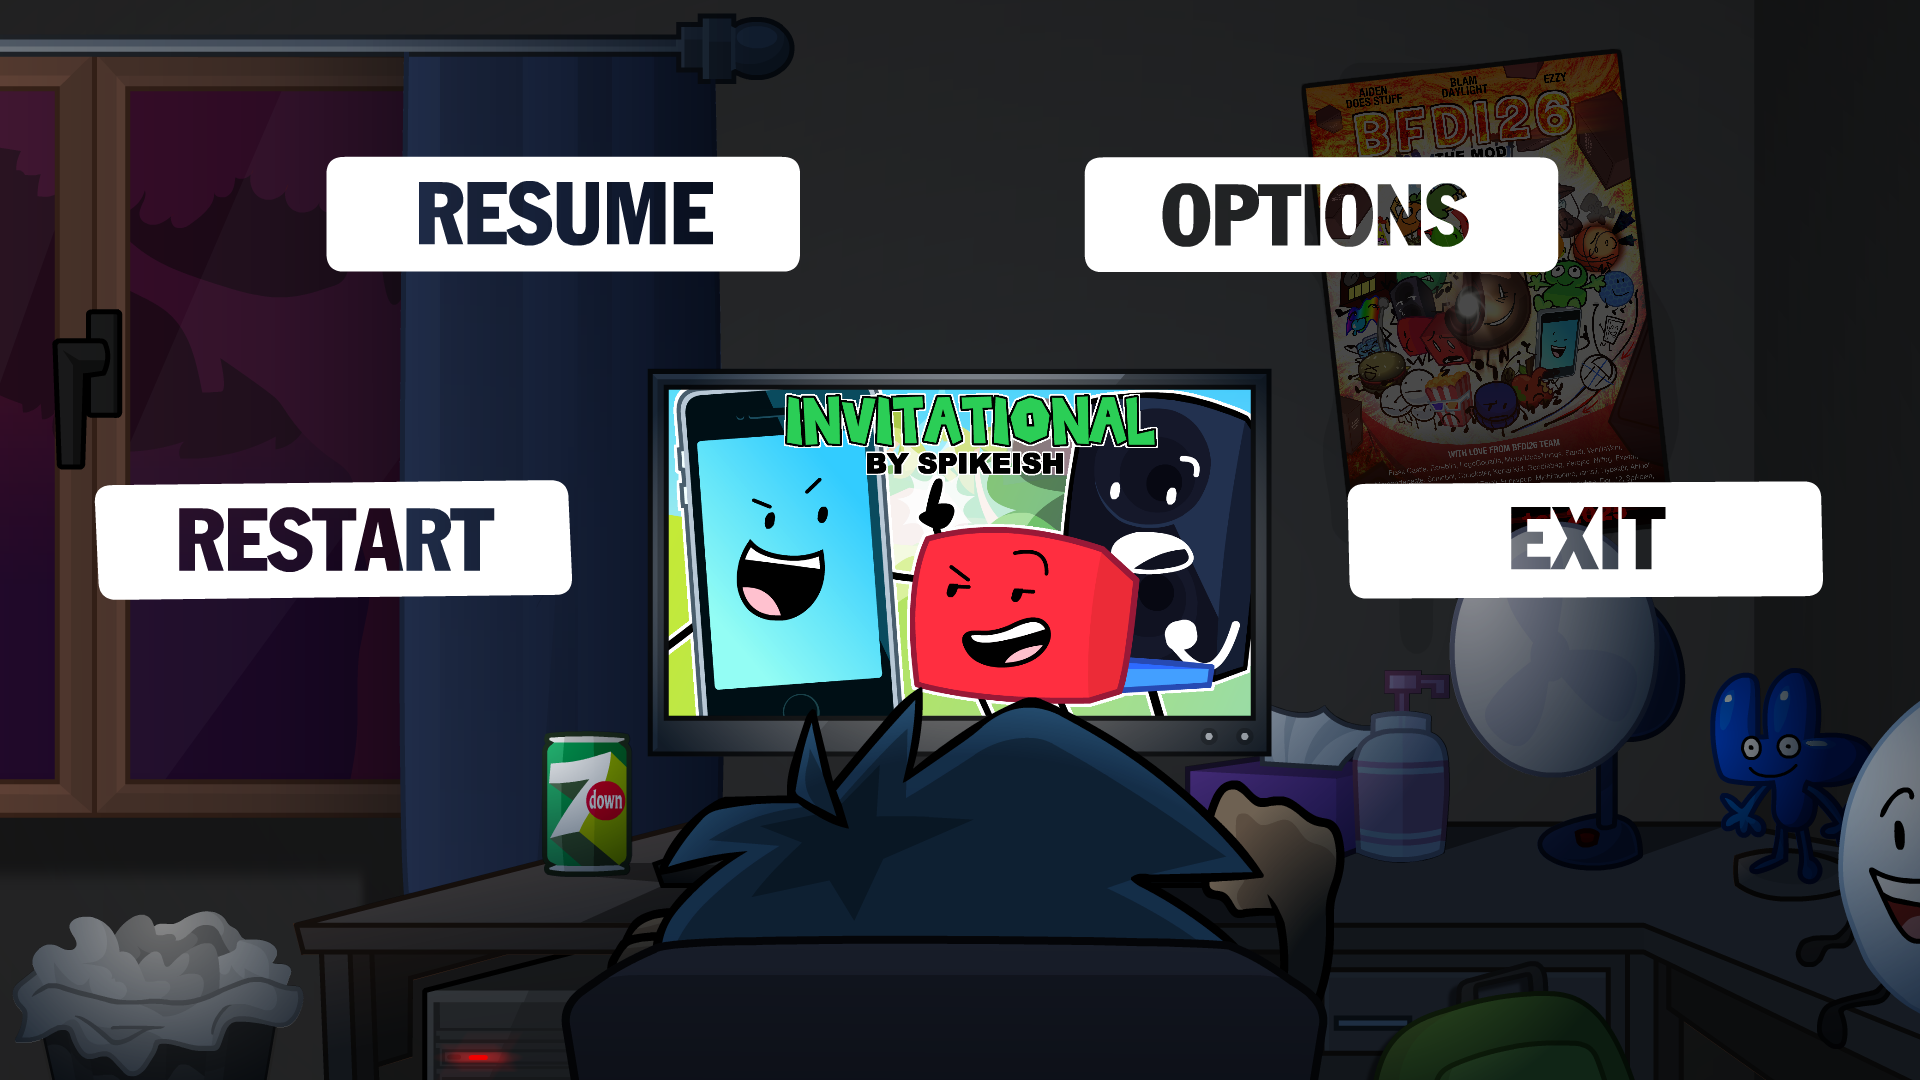 AIDEN
DOES STUFF
BLAM
DAYLIGHT
EZZY
BFDI26
THE MOD
RESUME
OPTIONS
INVITATIONAL
BY SPIKEISH
WITH LOVE FROM BFDI26 TEAM
RESTART
EXIT
7
down